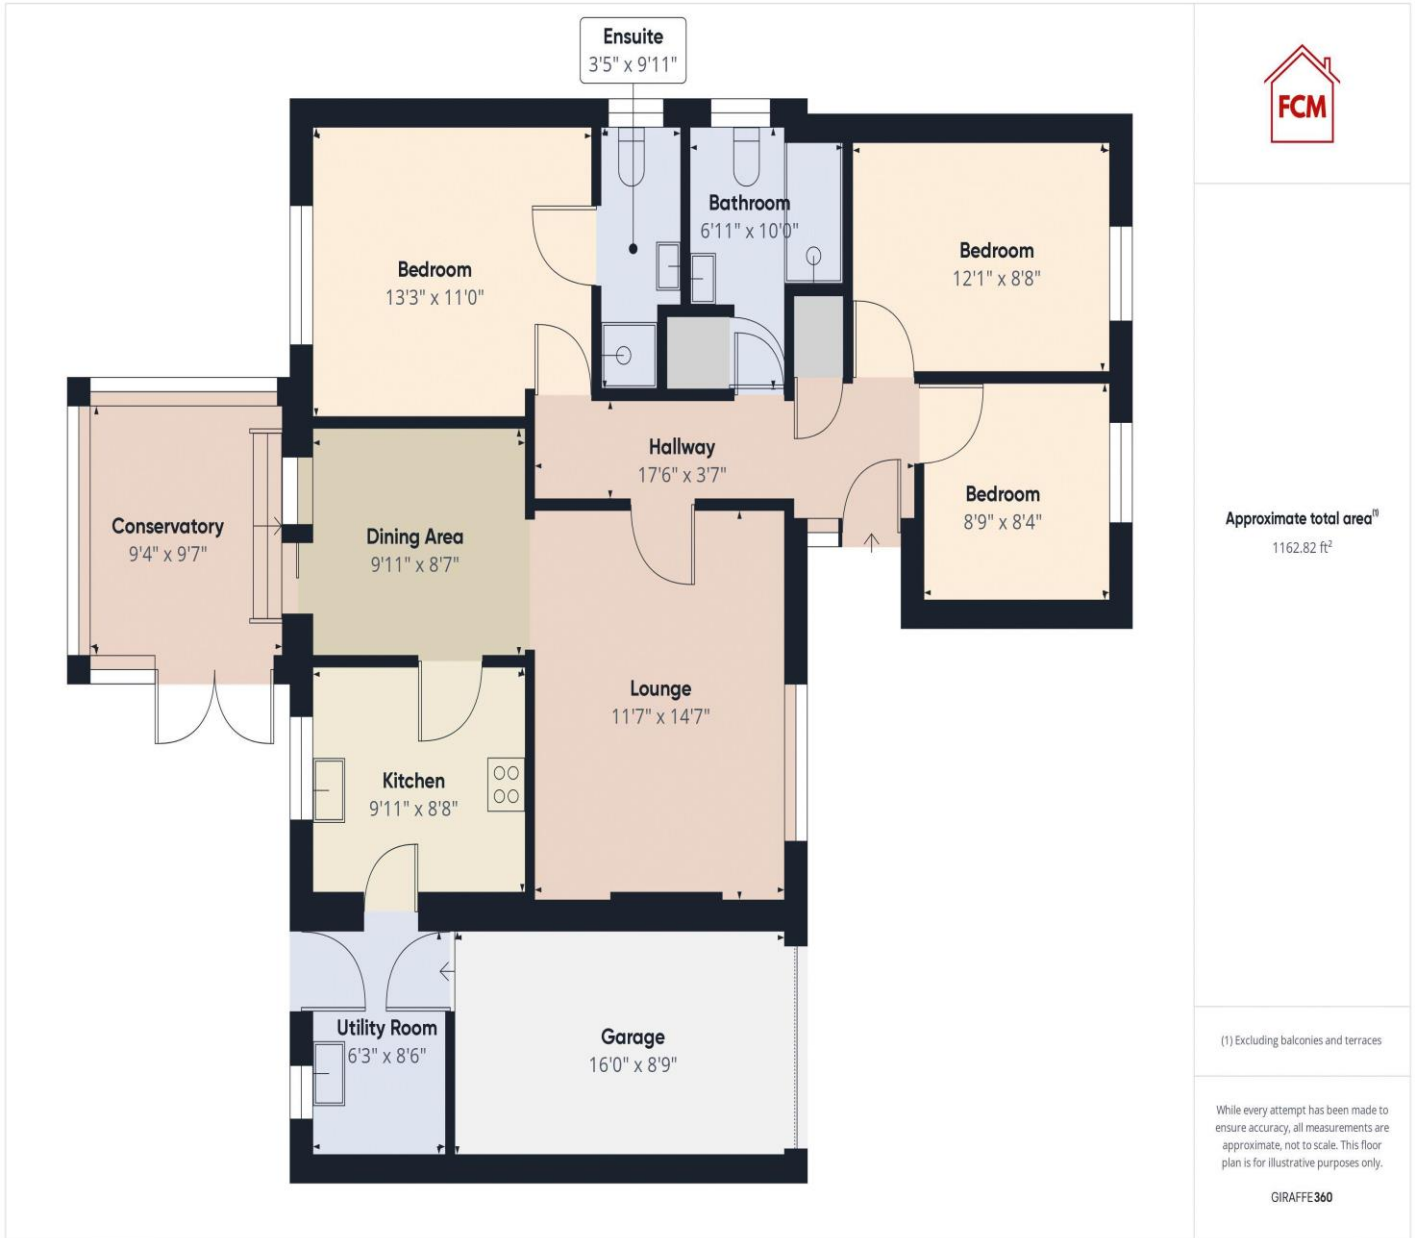 Ensuite
3'5" x 9'11"
FCM
Bathroom
6'11" x 10'0"
Bedroom
13'3" x 11'0"
Bedroom
12'1" x 8'8"
Hallway
17'6" x 3'7"
Bedroom
8'9" x 8'4"
Conservatory
9'4" x 9'7"
Dining Area
9'11" x 8'7"
Lounge
11'7" x 14'7"
Kitchen
9'11" x 8'8"
Utility Room
6'3" x 8'6"
Garage
16'0" x 8'9"
Approximate total area⁽¹⁾
1162.82 ft²
(1) Excluding balconies and terraces
While every attempt has been made to
ensure accuracy, all measurements are
approximate, not to scale. This floor
plan is for illustrative purposes only.
GIRAFFE360